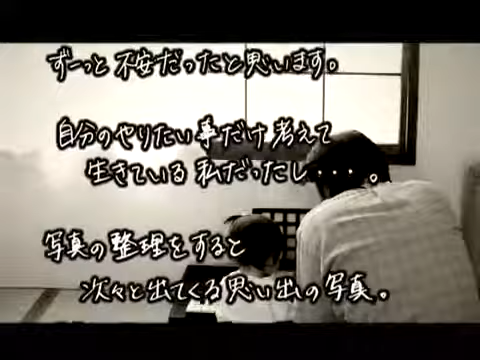 ずーっと不安だったと思います。
自分のやりたい事だけ考えて
生きている私だったし・・・。
写真の整理をすると
次々と出てくる思い出の写真。